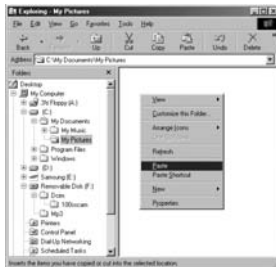 Exploring - My Pictures
File Edit View Go Favorites Tools Help
Back Up Cut Copy Paste Undo Delete
Address C:\My Documents\My Pictures
Folders
Desktop
My Computer
3½ Floppy (A:)
(C:)
My Documents
My Music
My Pictures
Program Files
Windows
(D:)
Samsung (E:)
Removable Disk (F:)
Dcim
100sscam
Mp3
Printers
Control Panel
Dial-Up Networking
Scheduled Tasks
View
Customize this Folder...
Arrange Icons
Refresh
Paste
Paste Shortcut
New
Properties
Inserts the items you have copied or cut into the selected location.